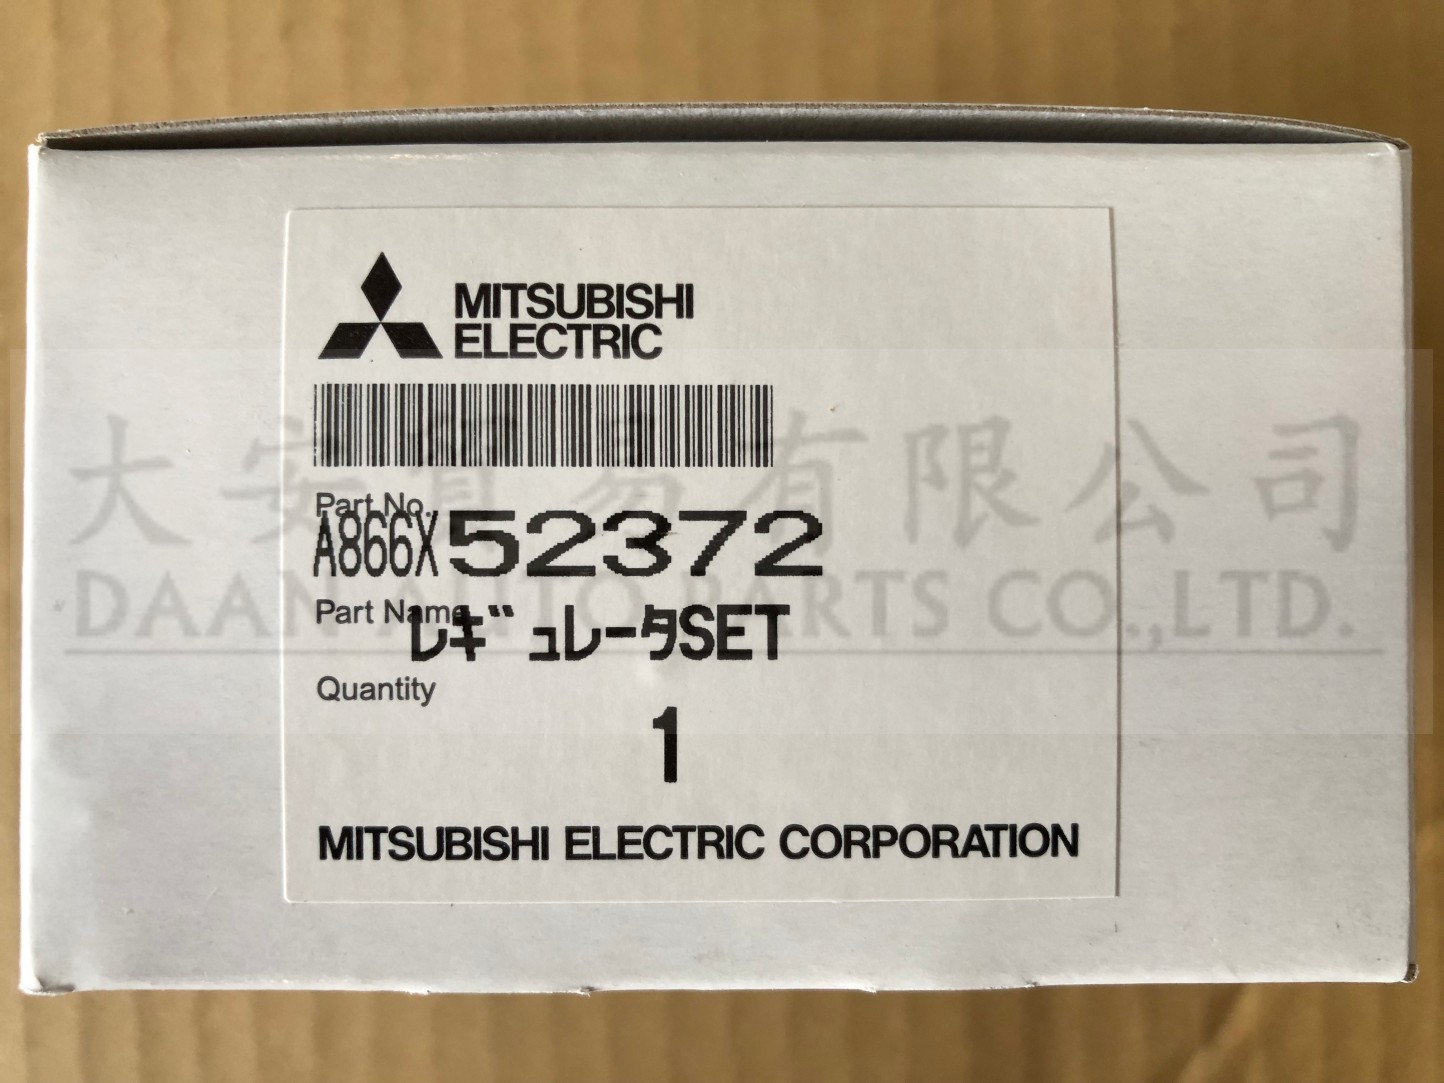 MITSUBISHI
ELECTRIC
大安貿易有限公司
Part No.
A866X52372
DAAN AUTO PARTS CO.,LTD.
Part Name
レギュレータSET
Quantity
1
MITSUBISHI ELECTRIC CORPORATION